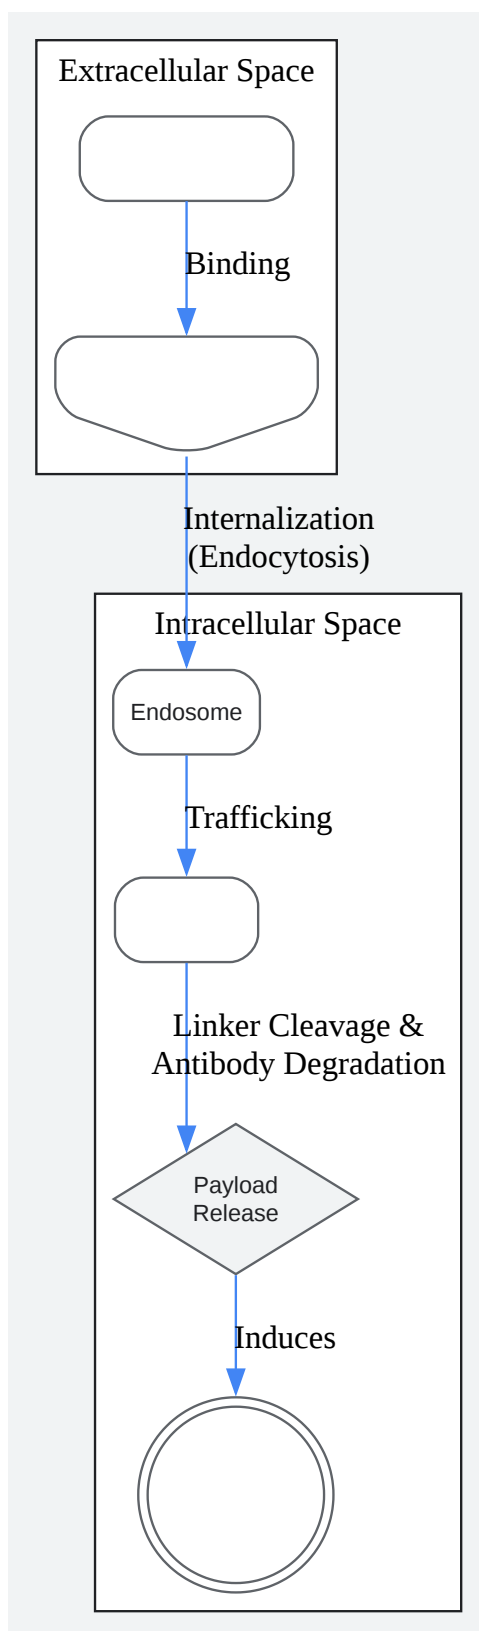 Extracellular Space
Binding
Internalization
(Endocytosis)
Intracellular Space
Endosome
Trafficking
Linker Cleavage &
Antibody Degradation
Payload
Release
Induces